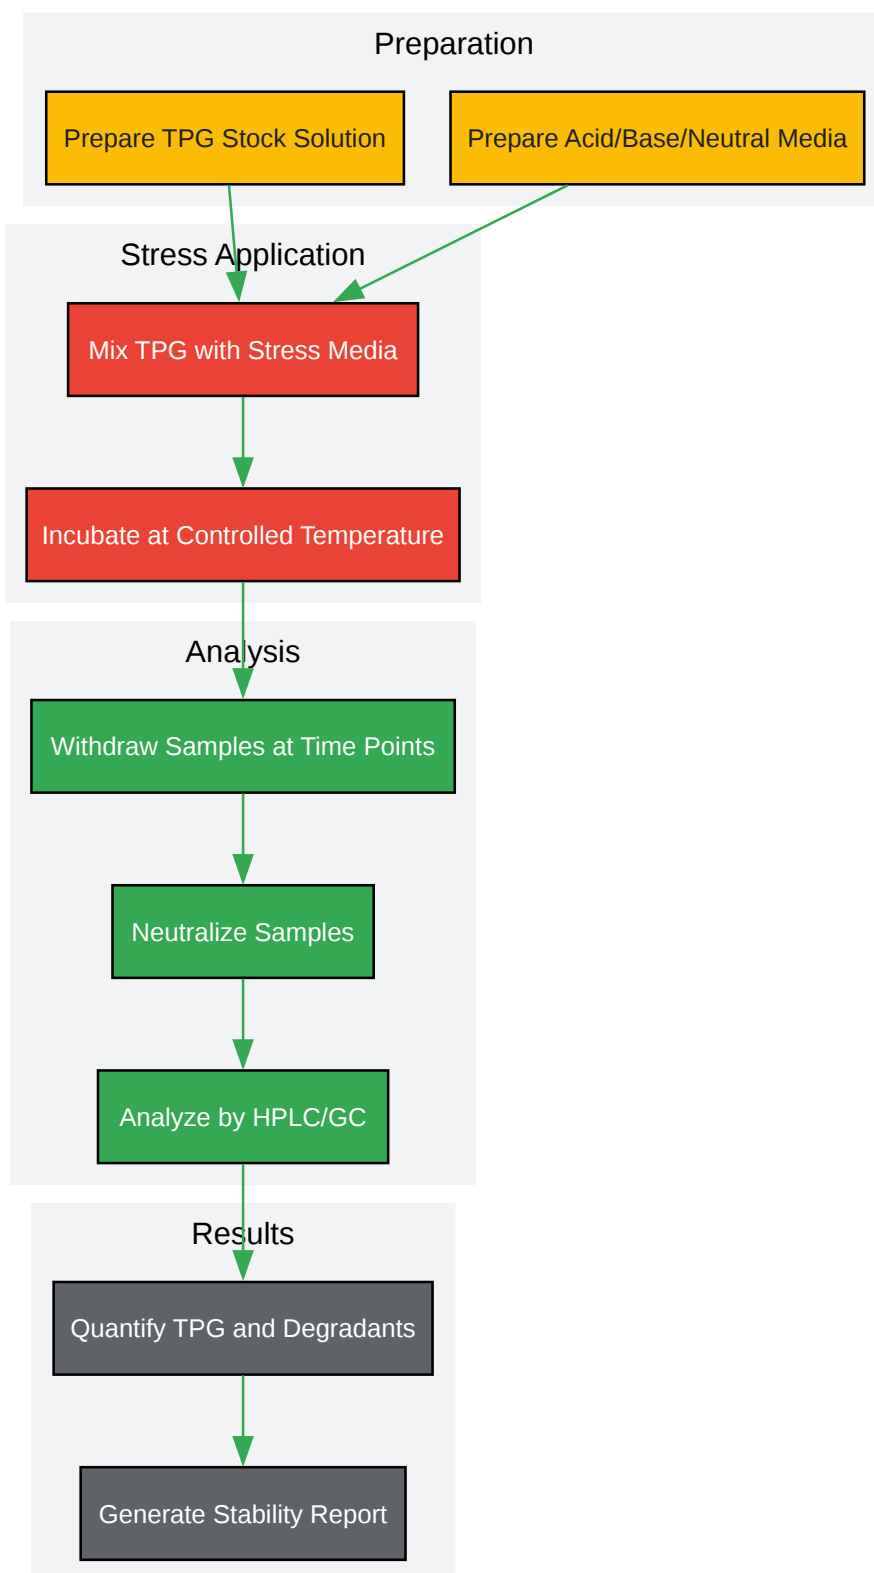 Preparation
Prepare TPG Stock Solution
Prepare Acid/Base/Neutral Media
Stress Application
Mix TPG with Stress Media
Incubate at Controlled Temperature
Analysis
Withdraw Samples at Time Points
Neutralize Samples
Analyze by HPLC/GC
Results
Quantify TPG and Degradants
Generate Stability Report